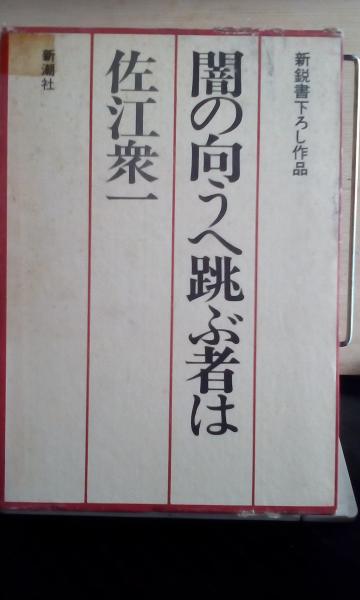 新鋭書下ろし作品
闇の向うへ跳ぶ者は
佐江衆一
新潮社